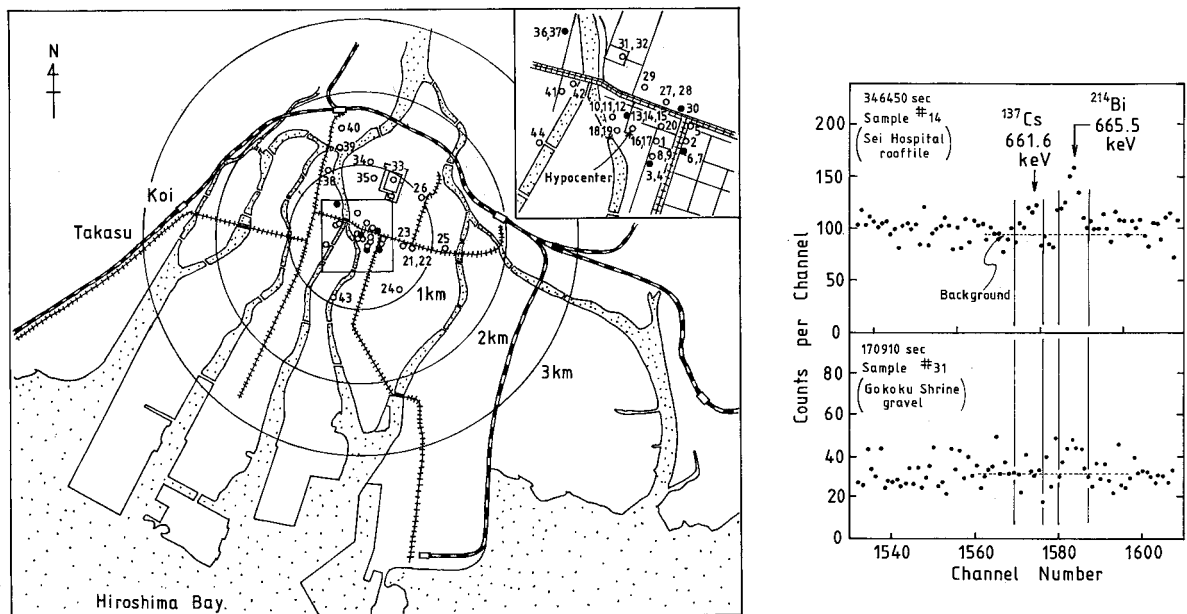 N
40
39
34
33
38
35
26
Koi
Takasu
23
25
21,22
24
43
1km
2km
3km
Hiroshima Bay
36,37
31, 32
29
27, 28
30
41
42
10,11,12
13,14,15
20
5
44
18,19
16,17
1
2
8,9
6,7
3,4
Hypocenter
346450 sec
Sample #14
(Sei Hospital
rooftile)
137Cs
661.6
keV
214Bi
665.5
keV
200
150
100
50
0
Background
Counts per Channel
170910 sec
Sample #31
(Gokoku Shrine
gravel)
80
60
40
20
0
1540 1560 1580 1600
Channel Number